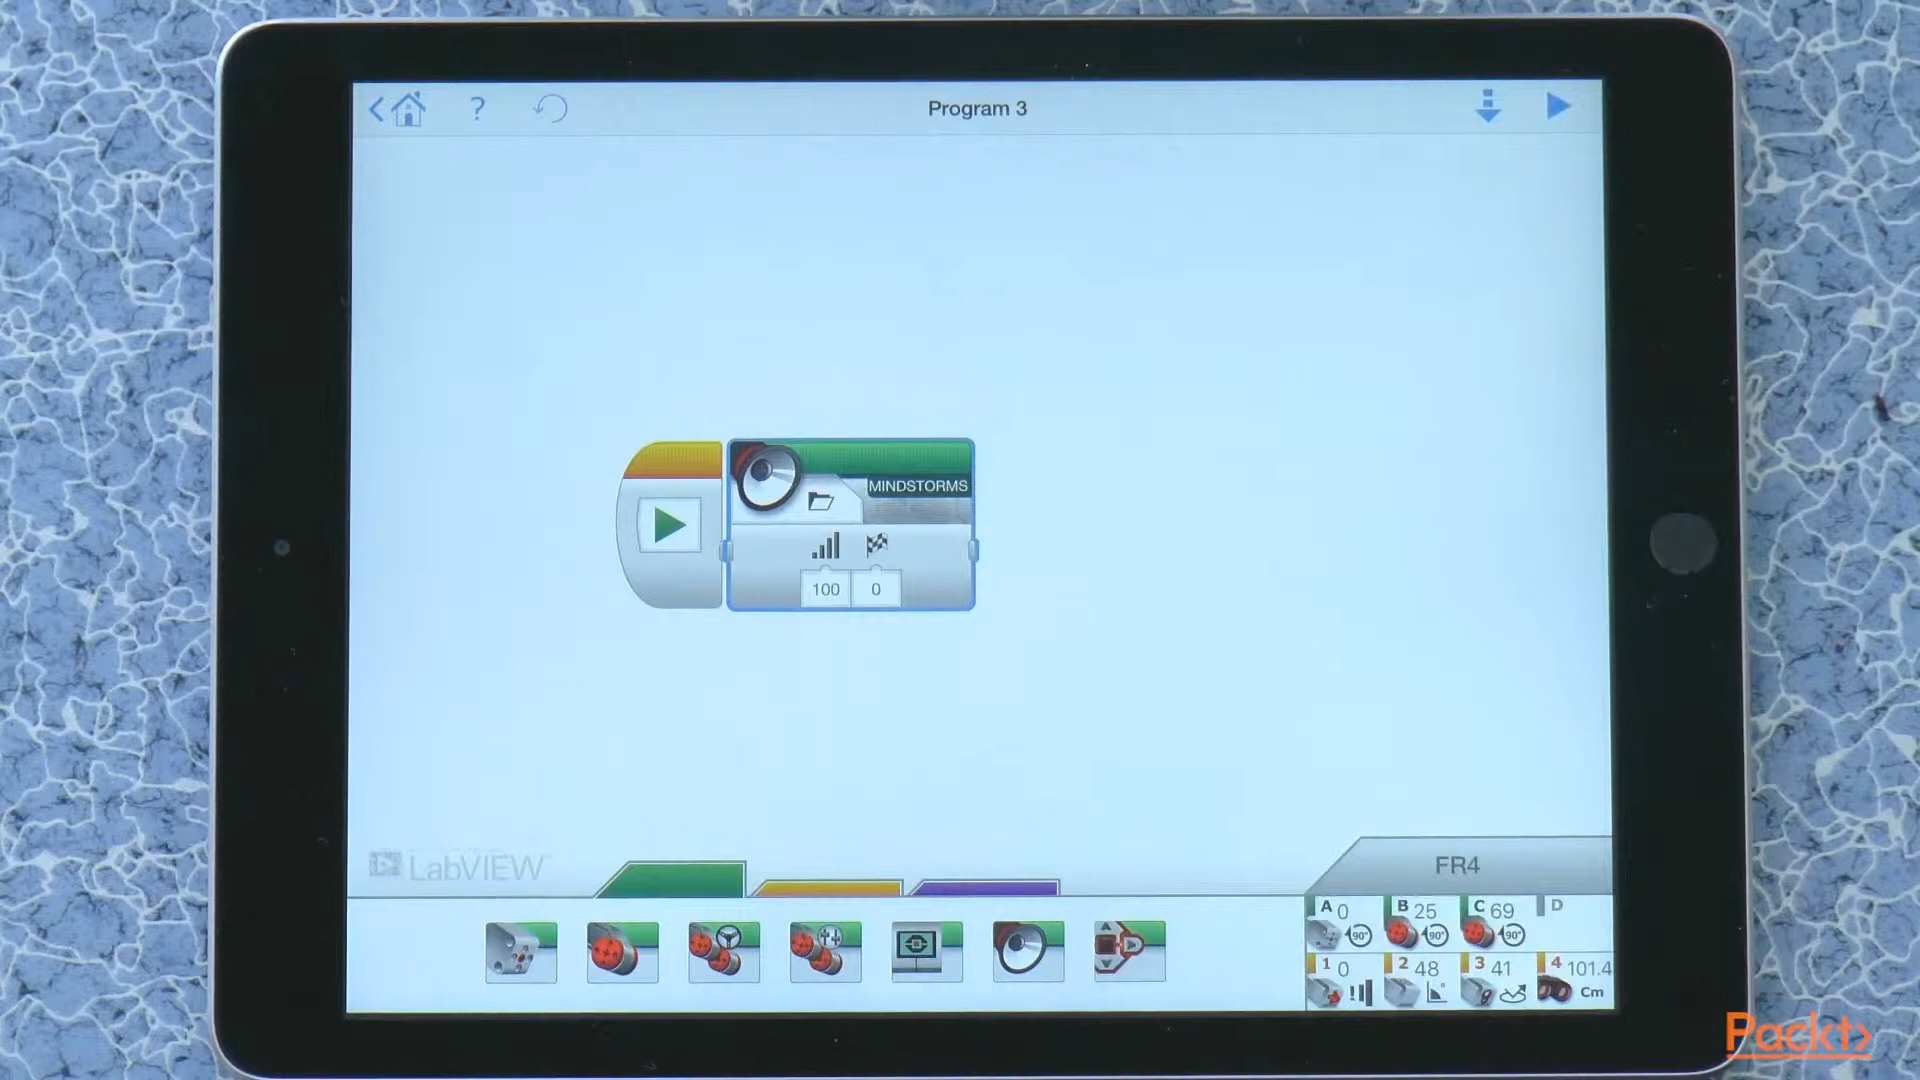 ?
Program 3
MINDSTORMS
100 0
LabVIEW
FR4
A 0 B 25 C 69 D
90° 90° 90°
1 0 2 48 3 41 4 101.4
Cm
Packt